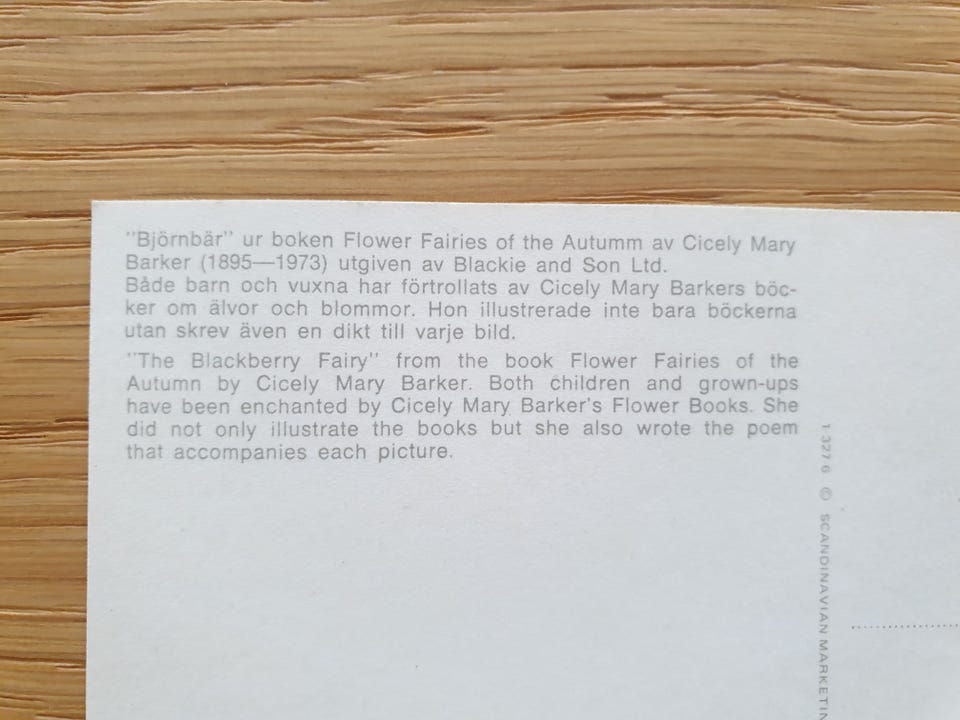 "Björnbär" ur boken Flower Fairies of the Autumm av Cicely Mary
Barker (1895—1973) utgiven av Blackie and Son Ltd.
Både barn och vuxna har förtrollats av Cicely Mary Barkers böc-
ker om älvor och blommor. Hon illustrerade inte bara böckerna
utan skrev även en dikt till varje bild.
"The Blackberry Fairy" from the book Flower Fairies of the
Autumn by Cicely Mary Barker. Both children and grown-ups
have been enchanted by Cicely Mary Barker's Flower Books. She
did not only illustrate the books but she also wrote the poem
that accompanies each picture.
1-327-6 © SCANDINAVIAN MARKETIN